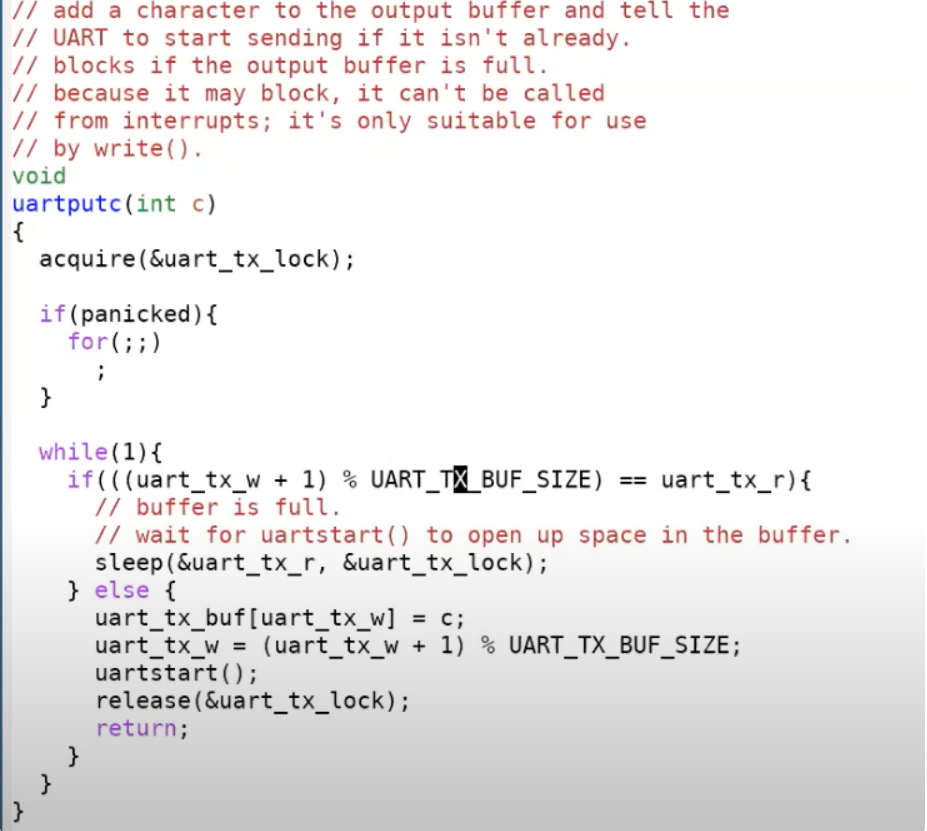 // add a character to the output buffer and tell the
// UART to start sending if it isn't already.
// blocks if the output buffer is full.
// because it may block, it can't be called
// from interrupts; it's only suitable for use
// by write().
void
uartputc(int c)
{
  acquire(&uart_tx_lock);

  if(panicked){
    for(;;)
      ;
  }

  while(1){
    if(((uart_tx_w + 1) % UART_TX_BUF_SIZE) == uart_tx_r){
      // buffer is full.
      // wait for uartstart() to open up space in the buffer.
      sleep(&uart_tx_r, &uart_tx_lock);
    } else {
      uart_tx_buf[uart_tx_w] = c;
      uart_tx_w = (uart_tx_w + 1) % UART_TX_BUF_SIZE;
      uartstart();
      release(&uart_tx_lock);
      return;
    }
  }
}